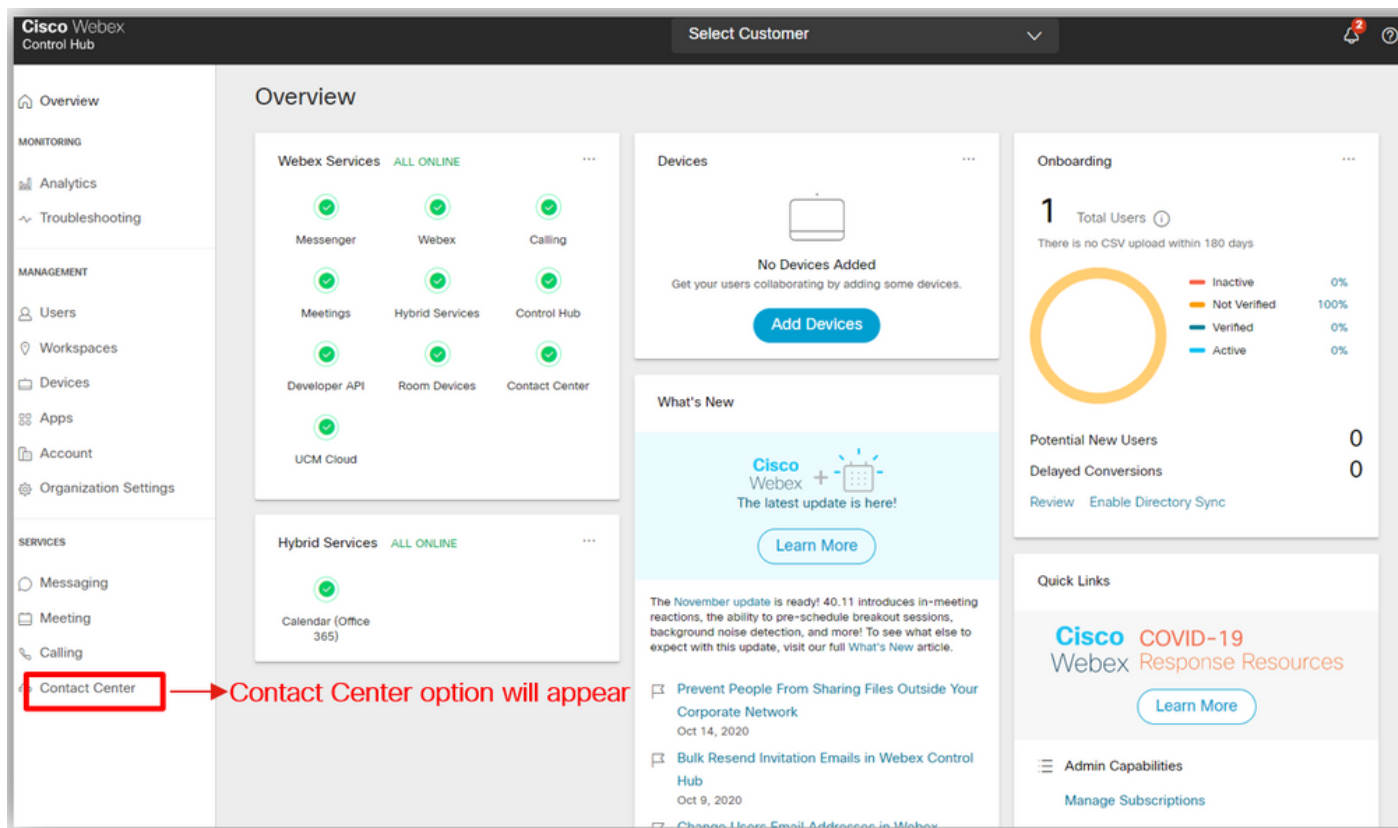 Cisco Webex
Control Hub
Select Customer
2
Overview
MONITORING
Analytics
Troubleshooting
MANAGEMENT
Users
Workspaces
Devices
Apps
Account
Organization Settings
SERVICES
Messaging
Meeting
Calling
Contact Center
Contact Center option will appear
Overview
Webex Services ALL ONLINE
Messenger Webex Calling
Meetings Hybrid Services Control Hub
Developer API Room Devices Contact Center
UCM Cloud
Hybrid Services ALL ONLINE
Calendar (Office
365)
Devices
No Devices Added
Get your users collaborating by adding some devices.
Add Devices
What's New
Cisco
Webex +
The latest update is here!
Learn More
The November update is ready! 40.11 introduces in-meeting
reactions, the ability to pre-schedule breakout sessions,
background noise detection, and more! To see what else to
expect with this update, visit our full What's New article.
Prevent People From Sharing Files Outside Your
Corporate Network
Oct 14, 2020
Bulk Resend Invitation Emails in Webex Control
Hub
Oct 9, 2020
Change Users Email Addresses in Webex
Onboarding
1 Total Users
There is no CSV upload within 180 days
Inactive 0%
Not Verified 100%
Verified 0%
Active 0%
Potential New Users 0
Delayed Conversions 0
Review Enable Directory Sync
Quick Links
Cisco COVID-19
Webex Response Resources
Learn More
Admin Capabilities
Manage Subscriptions